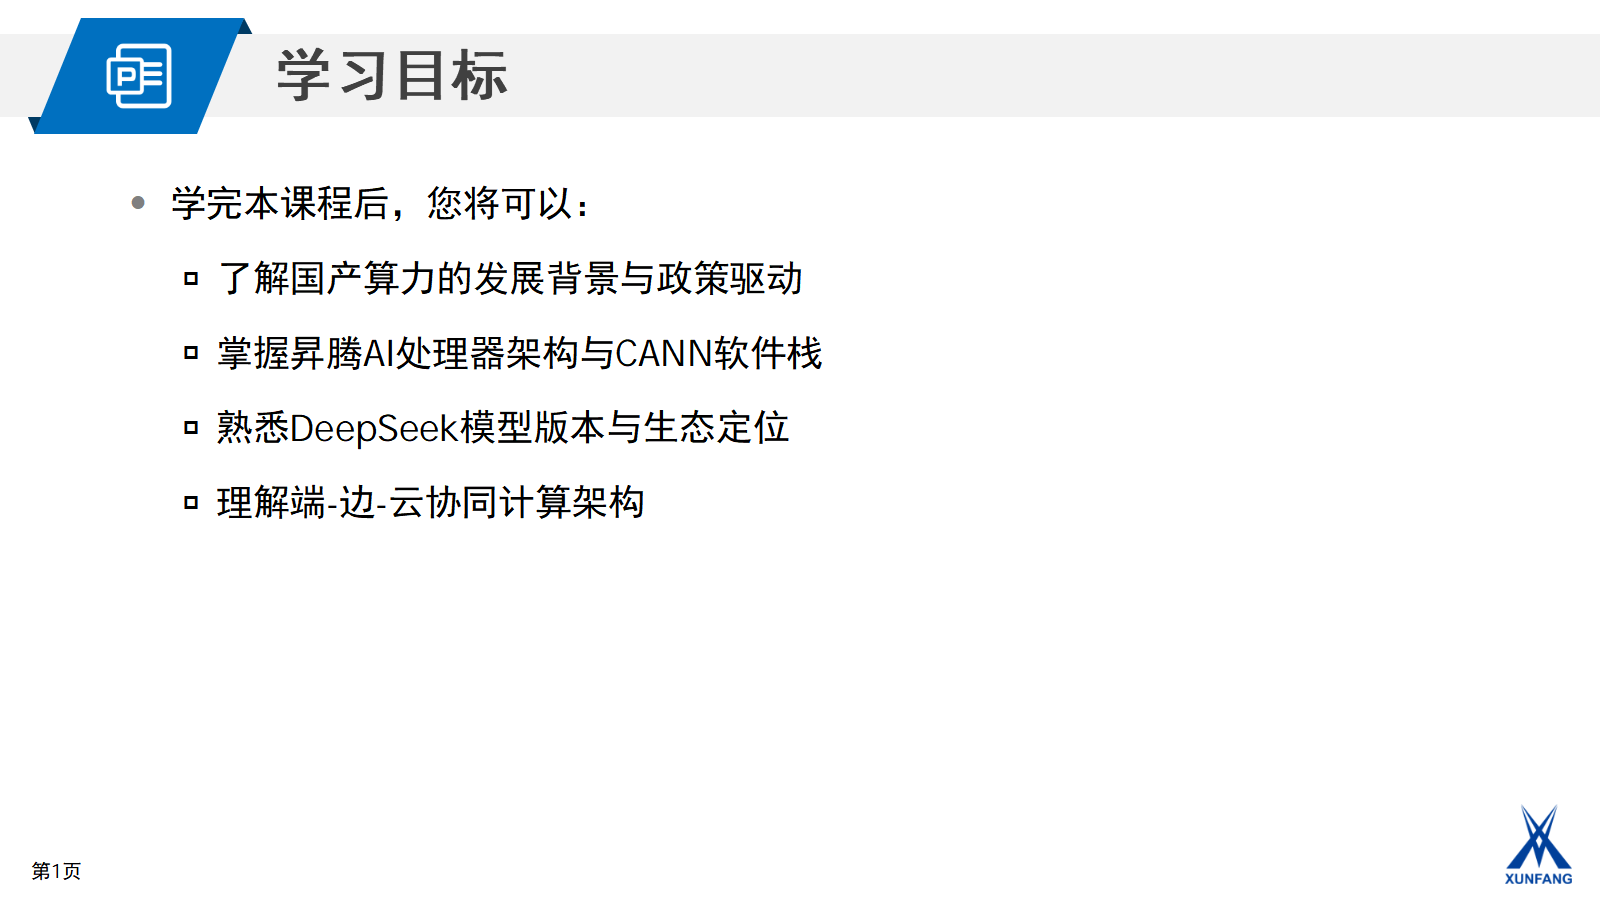 学习目标
学完本课程后，您将可以：
了解国产算力的发展背景与政策驱动
掌握昇腾AI处理器架构与CANN软件栈
熟悉DeepSeek模型版本与生态定位
理解端-边-云协同计算架构
第1页
XUNFANG